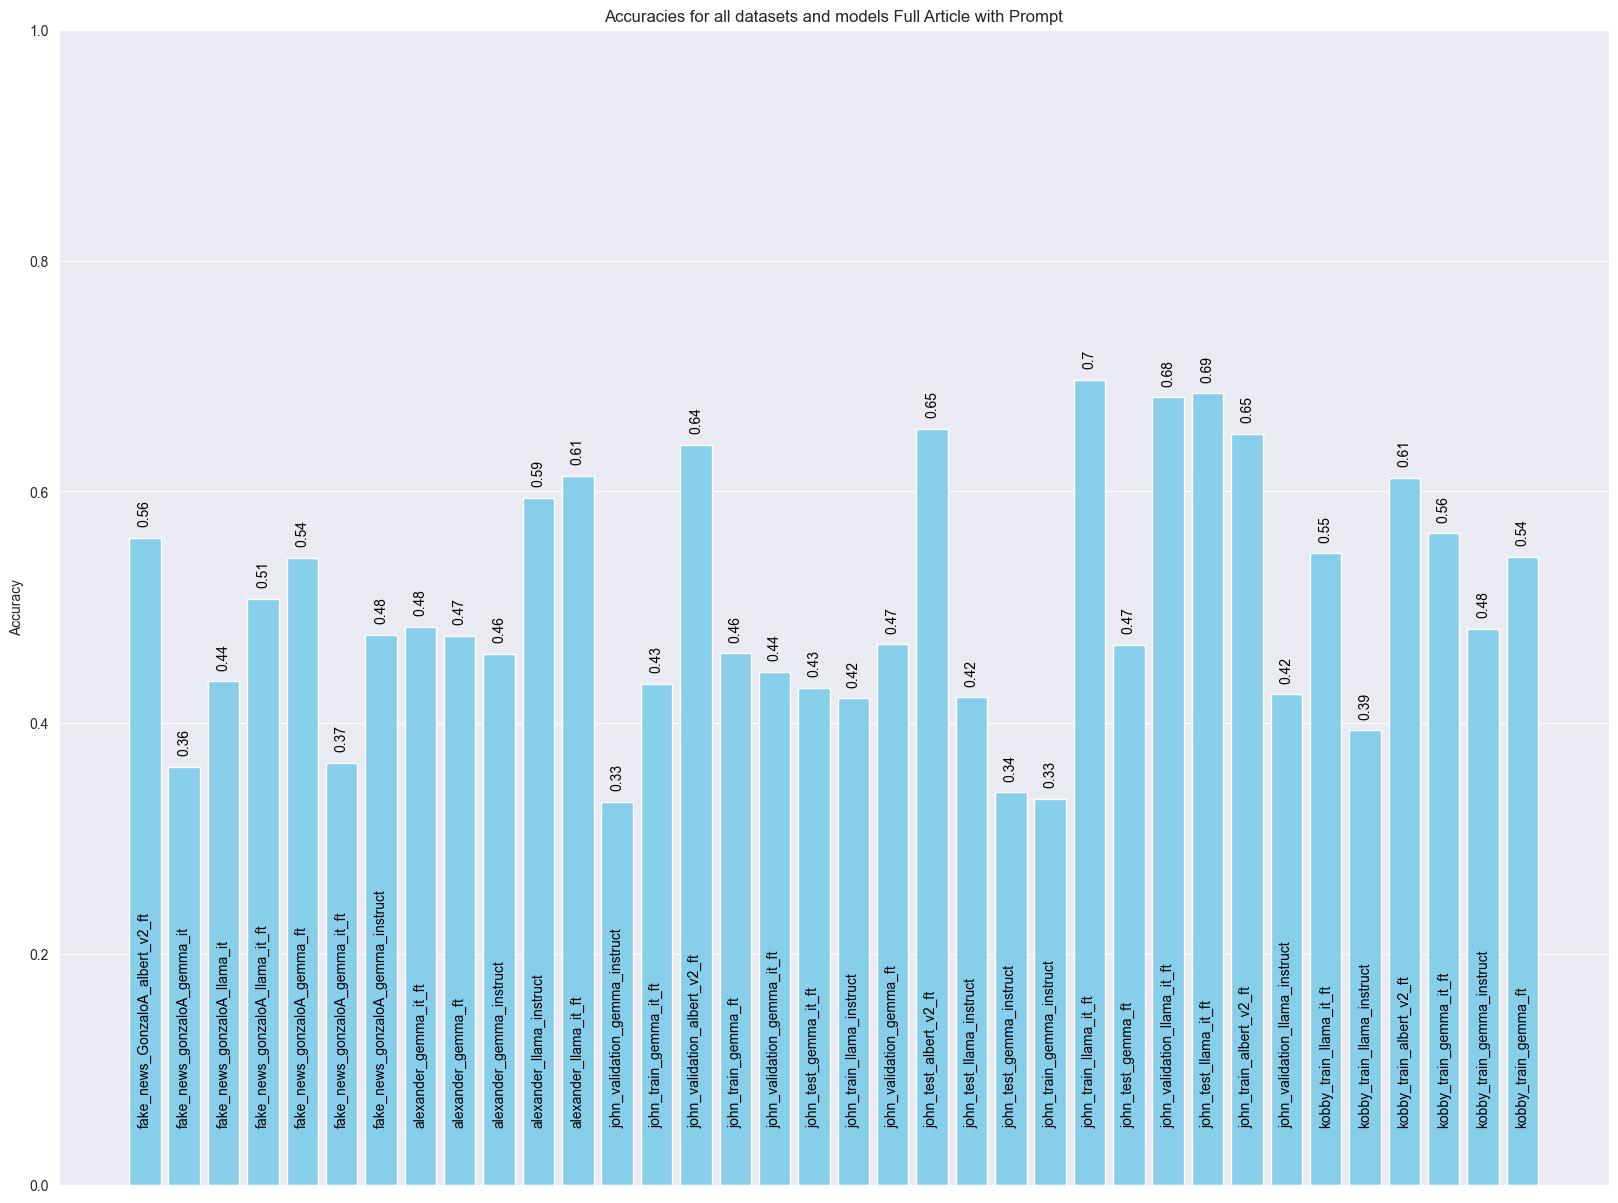 Accuracies for all datasets and models Full Article with Prompt
Accuracy
1.0
0.8
0.6
0.4
0.2
0.0
0.56
0.36
0.44
0.51
0.54
0.37
0.48
0.48
0.47
0.46
0.59
0.61
0.33
0.43
0.64
0.46
0.44
0.43
0.42
0.47
0.65
0.42
0.34
0.33
0.7
0.47
0.68
0.69
0.65
0.42
0.55
0.39
0.61
0.56
0.48
0.54
fake_news_GonzaloA_albert_v2_ft
fake_news_gonzaloA_gemma_it
fake_news_gonzaloA_llama_it
fake_news_gonzaloA_llama_it_ft
fake_news_gonzaloA_gemma_ft
fake_news_gonzaloA_gemma_it_ft
fake_news_gonzaloA_gemma_instruct
alexander_gemma_it_ft
alexander_gemma_ft
alexander_gemma_instruct
alexander_llama_instruct
alexander_llama_it_ft
john_validation_gemma_instruct
john_train_gemma_it_ft
john_validation_albert_v2_ft
john_train_gemma_ft
john_validation_gemma_it_ft
john_test_gemma_it_ft
john_train_llama_instruct
john_validation_gemma_ft
john_test_albert_v2_ft
john_test_llama_instruct
john_test_gemma_instruct
john_train_gemma_instruct
john_train_llama_it_ft
john_test_gemma_ft
john_validation_llama_it_ft
john_test_llama_it_ft
john_train_albert_v2_ft
john_validation_llama_instruct
kobby_train_llama_it_ft
kobby_train_llama_instruct
kobby_train_albert_v2_ft
kobby_train_gemma_it_ft
kobby_train_gemma_instruct
kobby_train_gemma_ft